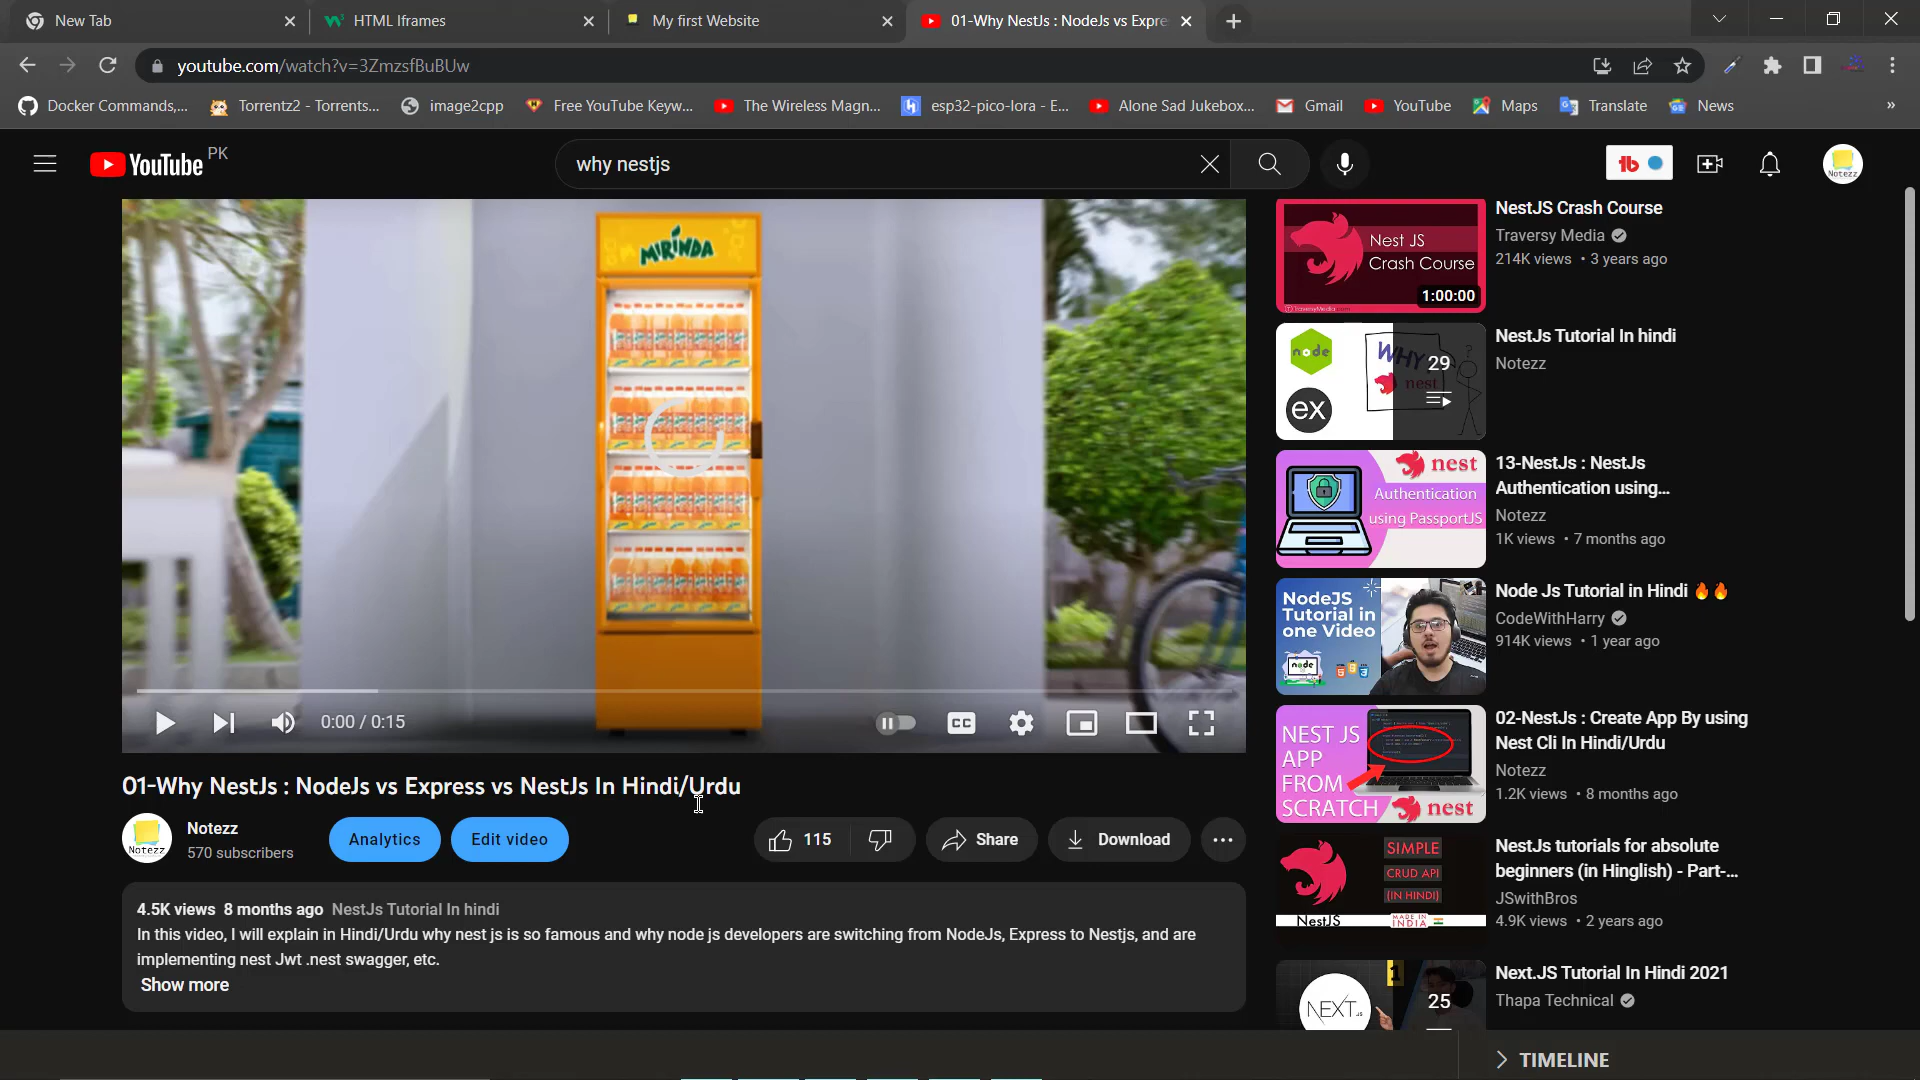 New Tab
HTML Iframes
My first Website
01-Why NestJs : NodeJs vs Expre
youtube.com/watch?v=3ZmzsfBuBUw
Docker Commands,...
Torrentz2 - Torrents...
image2cpp
Free YouTube Keyw...
The Wireless Magn...
esp32-pico-lora - E...
Alone Sad Jukebox...
Gmail
YouTube
Maps
Translate
News
»
YouTube PK
why nestjs
tb
Notezz
MIRINDA
0:00 / 0:15
CC
01-Why NestJs : NodeJs vs Express vs NestJs In Hindi/Urdu
Notezz
Notezz
570 subscribers
Analytics
Edit video
115
Share
Download
4.5K views 8 months ago NestJs Tutorial In hindi
In this video, I will explain in Hindi/Urdu why nest js is so famous and why node js developers are switching from NodeJs, Express to Nestjs, and are
implementing nest Jwt .nest swagger, etc.
Show more
Nest JS
Crash Course
1:00:00
NestJS Crash Course
Traversy Media
214K views • 3 years ago
node
ex
WHY
nest
29
NestJs Tutorial In hindi
Notezz
nest
Authentication
using PassportJS
13-NestJs : NestJs
Authentication using...
Notezz
1K views • 7 months ago
NodeJS
Tutorial in
one Video
node
Node Js Tutorial in Hindi 🔥🔥
CodeWithHarry
914K views • 1 year ago
NEST JS
APP
FROM
SCRATCH
nest
02-NestJs : Create App By using
Nest Cli In Hindi/Urdu
Notezz
1.2K views • 8 months ago
SIMPLE
CRUD API
(IN HINDI)
NestJS
MADE IN
INDIA
NestJs tutorials for absolute
beginners (in Hinglish) - Part-...
JSwithBros
4.9K views • 2 years ago
NEXT.JS
25
Next.JS Tutorial In Hindi 2021
Thapa Technical
TIMELINE